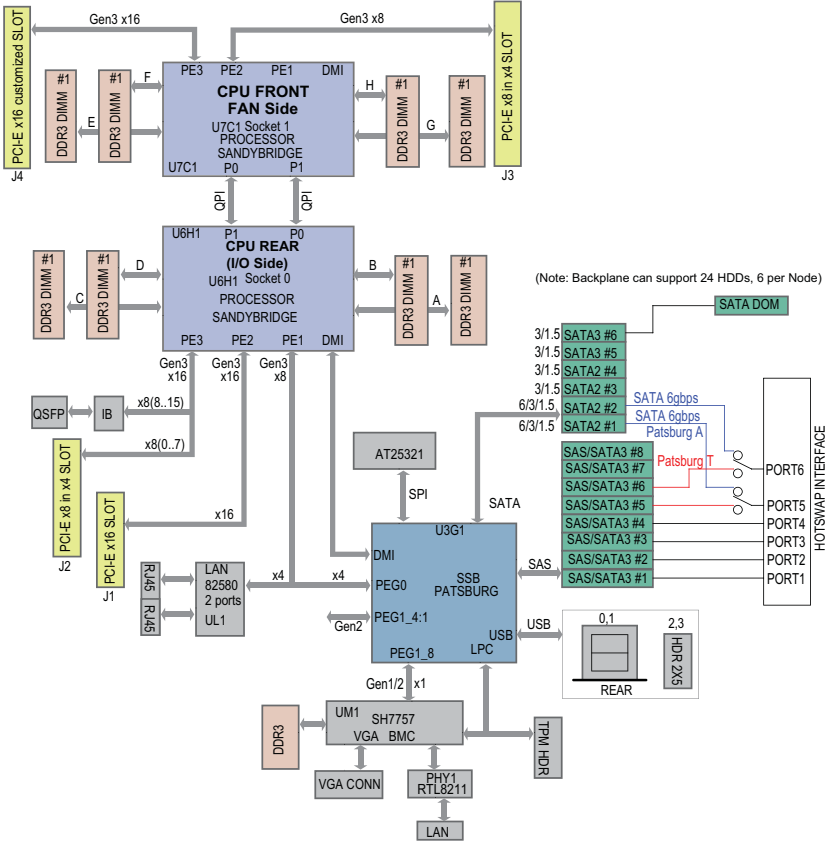 Gen3 x16
Gen3 x8
PCI-E x16 customized SLOT
J4
PCI-E x8 in x4 SLOT
J3
PE3 PE2 PE1 DMI
CPU FRONT
FAN Side
U7C1 Socket 1
PROCESSOR
SANDYBRIDGE
U7C1 P0 P1
#1
DDR3 DIMM
#1
DDR3 DIMM
F
E
H
G
#1
DDR3 DIMM
#1
DDR3 DIMM
QPI
QPI
U6H1 P1 P0
CPU REAR
(I/O Side)
U6H1 Socket 0
PROCESSOR
SANDYBRIDGE
PE3 PE2 PE1 DMI
#1
DDR3 DIMM
#1
DDR3 DIMM
D
C
B
A
#1
DDR3 DIMM
#1
DDR3 DIMM
Gen3
x16
Gen3
x16
Gen3
x8
QSFP
IB
x8(8..15)
x8(0..7)
PCI-E x8 in x4 SLOT
J2
PCI-E x16 SLOT
J1
x16
RJ45
RJ45
LAN
82580
2 ports
UL1
x4
x4
AT25321
SPI
SATA
U3G1
DMI
PEG0
SSB
PATSBURG
PEG1_4:1
Gen2
USB
LPC
PEG1_8
SAS
USB
(Note: Backplane can support 24 HDDs, 6 per Node)
SATA DOM
3/1.5 SATA3 #6
3/1.5 SATA3 #5
3/1.5 SATA2 #4
3/1.5 SATA2 #3
6/3/1.5 SATA2 #2
6/3/1.5 SATA2 #1
SATA 6gbps
SATA 6gbps
Patsburg A
SAS/SATA3 #8
SAS/SATA3 #7
SAS/SATA3 #6
SAS/SATA3 #5
SAS/SATA3 #4
SAS/SATA3 #3
SAS/SATA3 #2
SAS/SATA3 #1
Patsburg T
PORT6
PORT5
PORT4
PORT3
PORT2
PORT1
HOTSWAP INTERFACE
0,1
REAR
2,3
HDR 2X5
Gen1/2 x1
UM1
SH7757
VGA BMC
DDR3
TPM HDR
VGA CONN
PHY1
RTL8211
LAN